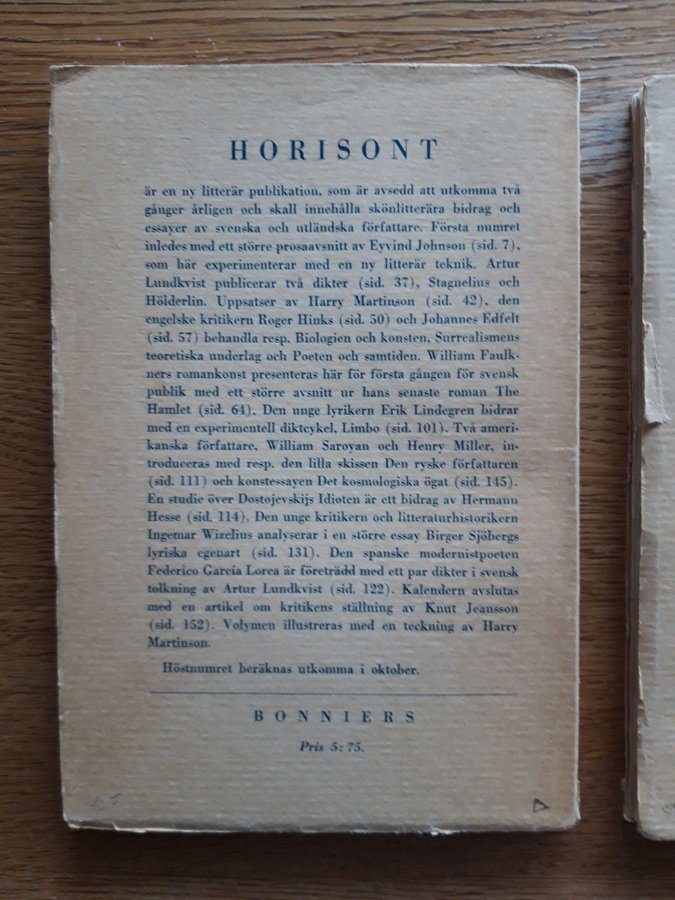 HORISONT
är en ny litterär publikation, som är avsedd att utkomma två
gånger årligen och skall innehålla skönlitterära bidrag och
essayer av svenska och utländska författare. Första numret
inledes med ett större prosaavsnitt av Eyvind Johnson (sid. 7),
som här experimenterar med en ny litterär teknik. Artur
Lundkvist publicerar två dikter (sid. 37), Stagnelius och
Hölderlin. Uppsatser av Harry Martinson (sid. 42), den
engelske kritikern Roger Hinks (sid. 50) och Johannes Edfelt
(sid. 57) behandla resp. Biologien och konsten, Surrealismens
teoretiska underlag och Poeten och samtiden. William Faulk-
ners romankonst presenteras här för första gången för svensk
publik med ett större avsnitt ur hans senaste roman The
Hamlet (sid. 64). Den unge lyrikern Erik Lindegren bidrar
med en experimentell diktcykel, Limbo (sid. 101). Två ameri-
kanska författare, William Saroyan och Henry Miller, in-
troduceras med resp. den lilla skissen Den ryske författaren
(sid. 111) och konstessayen Det kosmologiska ögat (sid. 145).
En studie över Dostojevskijs Idioten är ett bidrag av Hermann
Hesse (sid. 114). Den unge kritikern och litteraturhistorikern
Ingemar Wizelius analyserar i en större essay Birger Sjöbergs
lyriska egenart (sid. 131). Den spanske modernistpoeten
Federico García Lorca är företrädd med ett par dikter i svensk
tolkning av Artur Lundkvist (sid. 122). Kalendern avslutas
med en artikel om kritikens ställning av Knut Jeansson
(sid. 152). Volymen illustreras med en teckning av Harry
Martinson.
Höstnumret beräknas utkomma i oktober.
BONNIERS
Pris 5: 75.